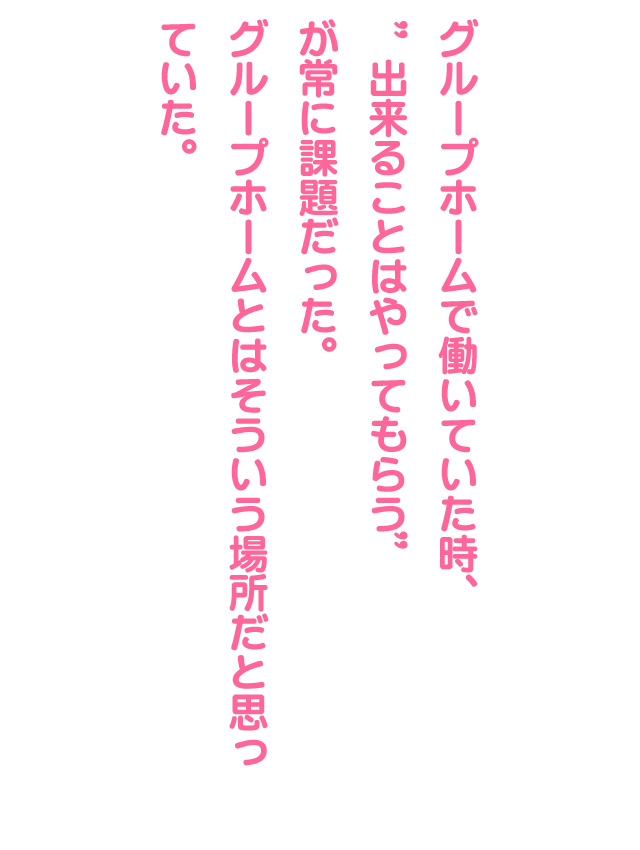 グループホームで働いていた時、
”出来ることはやってもらう”
が常に課題だった。
グループホームとはそういう場所だと思っ
ていた。